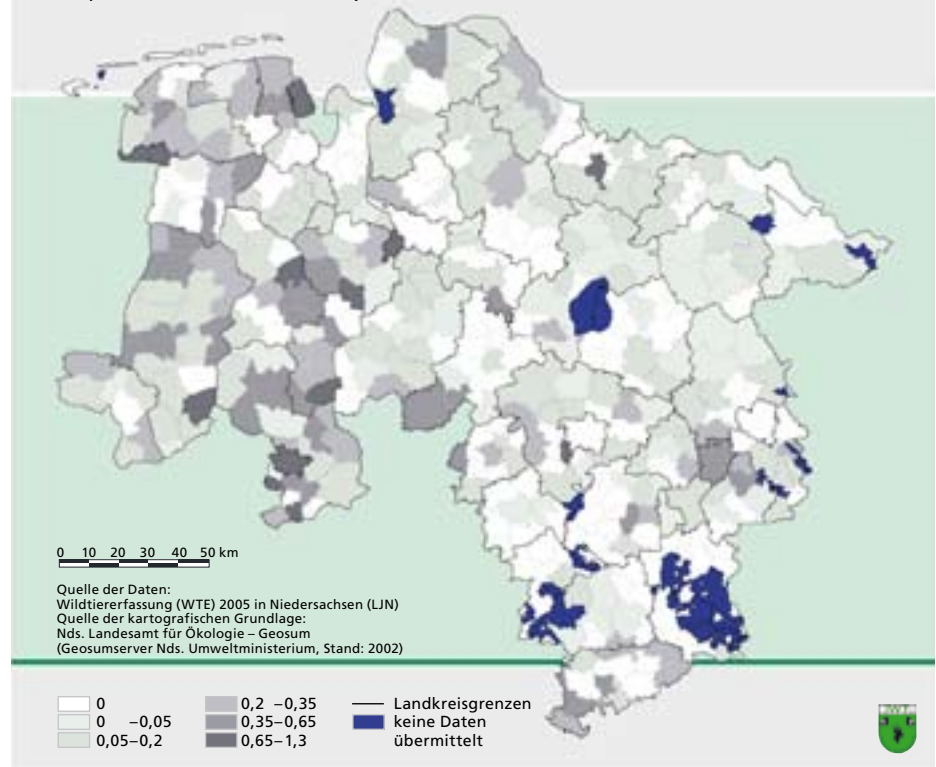 0 10 20 30 40 50 km
Quelle der Daten:
Wildtiererfassung (WTE) 2005 in Niedersachsen (LJN)
Quelle der kartografischen Grundlage:
Nds. Landesamt für Ökologie – Geosum
(Geosumserver Nds. Umweltministerium, Stand: 2002)
0
0 –0,05
0,05–0,2
0,2 –0,35
0,35–0,65
0,65–1,3
Landkreisgrenzen
keine Daten
übermittelt